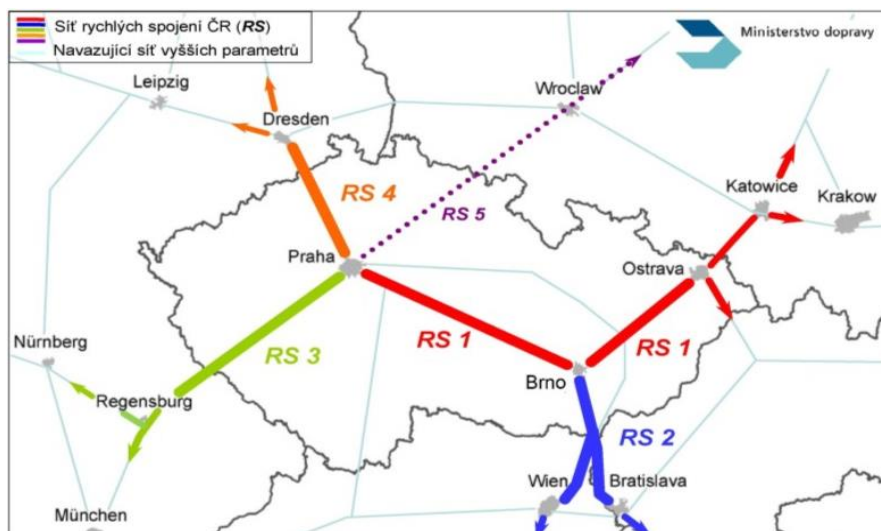 Síť rychlých spojení ČR (RS)
Navazující síť vyšších parametrů
Ministerstvo dopravy
Leipzig
Wroclaw
Dresden
RS 4
RS 5
Katowice
Krakow
Praha
Ostrava
RS 1
RS 1
RS 3
Nürnberg
Brno
Regensburg
RS 2
Wien
Bratislava
München